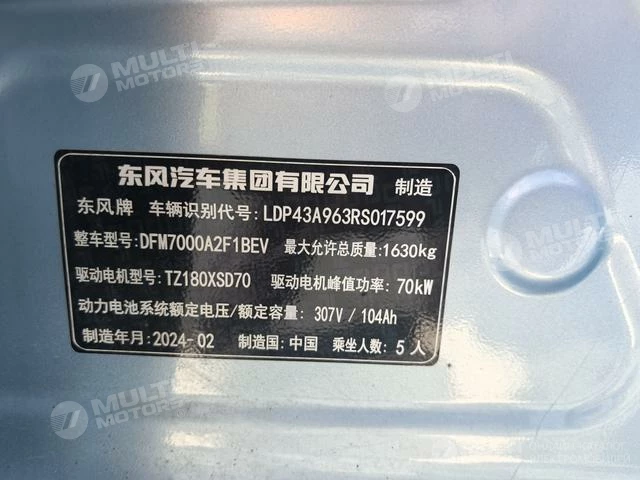 MULTI MOTORS
MULTI MOTORS
东风汽车集团有限公司 制造
东风牌 车辆识别代号: LDP43A963RS017599
整车型号: DFM7000A2F1BEV 最大允许总质量: 1630kg
驱动电机型号: TZ180XSD70 驱动电机峰值功率: 70kW
动力电池系统额定电压/额定容量: 307V / 104Ah
制造年月: 2024-02 制造国: 中国 乘坐人数: 5 人
MULTI MOTORS
MULTI MOTORS